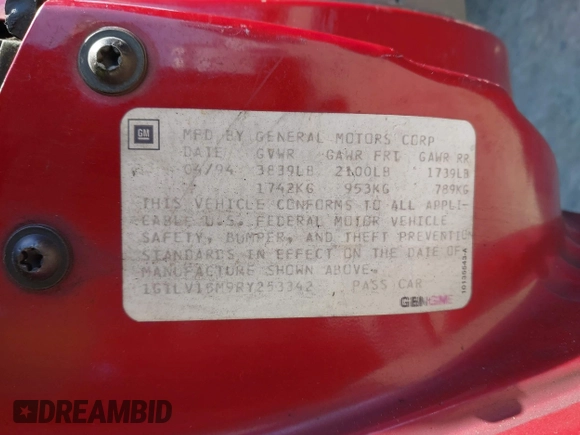 GM
MFD BY GENERAL MOTORS CORP
DATE GVWR GAWR FRT GAWR RR
04/94 3839LB 2100LB 1739LB
1742KG 953KG 789KG
THIS VEHICLE CONFORMS TO ALL APPLI-
CABLE U.S. FEDERAL MOTOR VEHICLE
SAFETY, BUMPER, AND THEFT PREVENTION
STANDARDS IN EFFECT ON THE DATE OF
MANUFACTURE SHOWN ABOVE.
1G1LV15M9RY253342 PASS CAR
10135543-A
DREAMBID